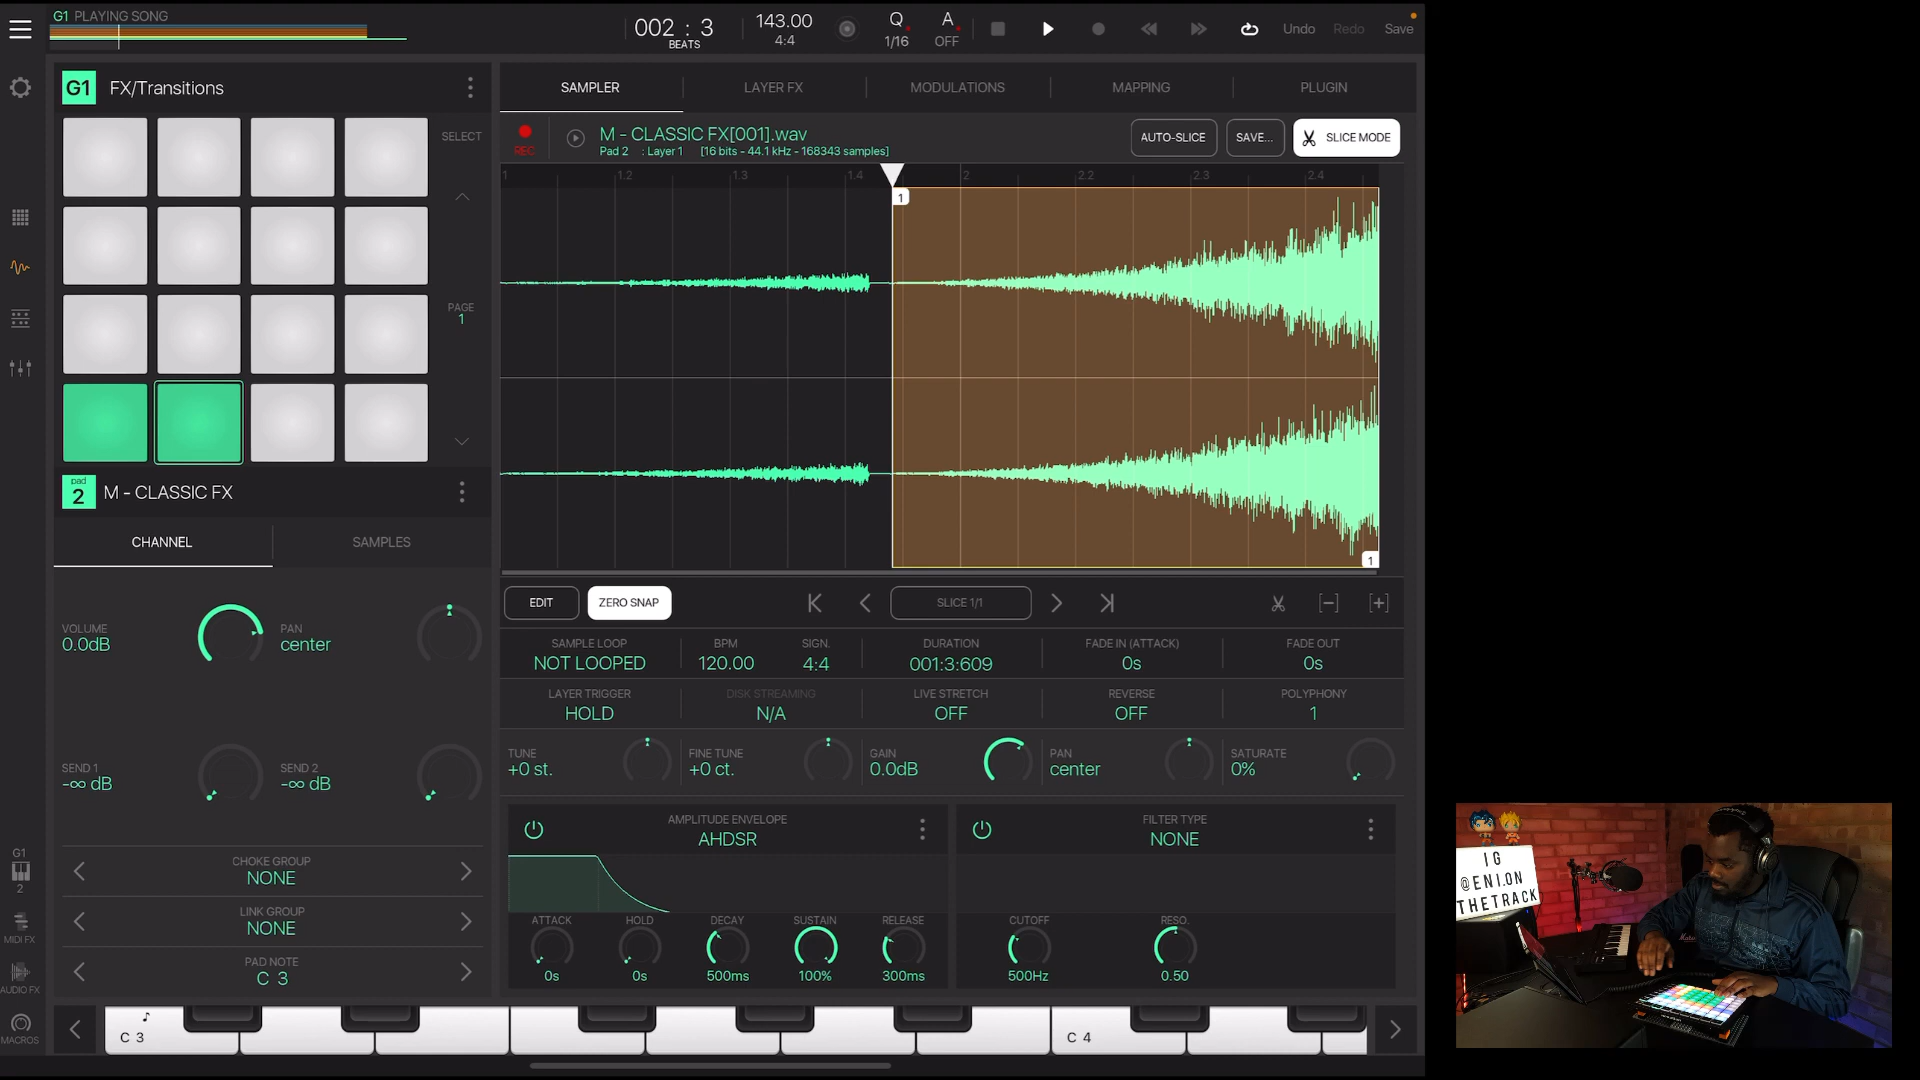 G1 PLAYING SONG
002 : 3
BEATS
143.00
4:4
Q
1/16
A
OFF
Undo
Redo
Save
G1 FX/Transitions
SELECT
PAGE
1
pad
2
M - CLASSIC FX
CHANNEL
SAMPLES
VOLUME
0.0dB
PAN
center
SEND 1
-∞ dB
SEND 2
-∞ dB
CHOKE GROUP
NONE
LINK GROUP
NONE
PAD NOTE
C 3
G1
2
MIDI FX
AUDIO FX
MACROS
SAMPLER
LAYER FX
MODULATIONS
MAPPING
PLUGIN
REC
M - CLASSIC FX[001].wav
Pad 2 : Layer 1 [16 bits - 44.1 kHz - 168343 samples]
AUTO-SLICE
SAVE...
SLICE MODE
1 1.2 1.3 1.4 2 2.2 2.3 2.4
1
1
EDIT
ZERO SNAP
SLICE 1/1
[-]
[+]
SAMPLE LOOP
NOT LOOPED
BPM
120.00
SIGN.
4:4
DURATION
001:3:609
FADE IN (ATTACK)
0s
FADE OUT
0s
LAYER TRIGGER
HOLD
DISK STREAMING
N/A
LIVE STRETCH
OFF
REVERSE
OFF
POLYPHONY
1
TUNE
+0 st.
FINE TUNE
+0 ct.
GAIN
0.0dB
PAN
center
SATURATE
0%
AMPLITUDE ENVELOPE
AHDSR
ATTACK
0s
HOLD
0s
DECAY
500ms
SUSTAIN
100%
RELEASE
300ms
FILTER TYPE
NONE
CUTOFF
500Hz
RESO.
0.50
C 3
C 4
IG
@ENI.ON
THETRACK